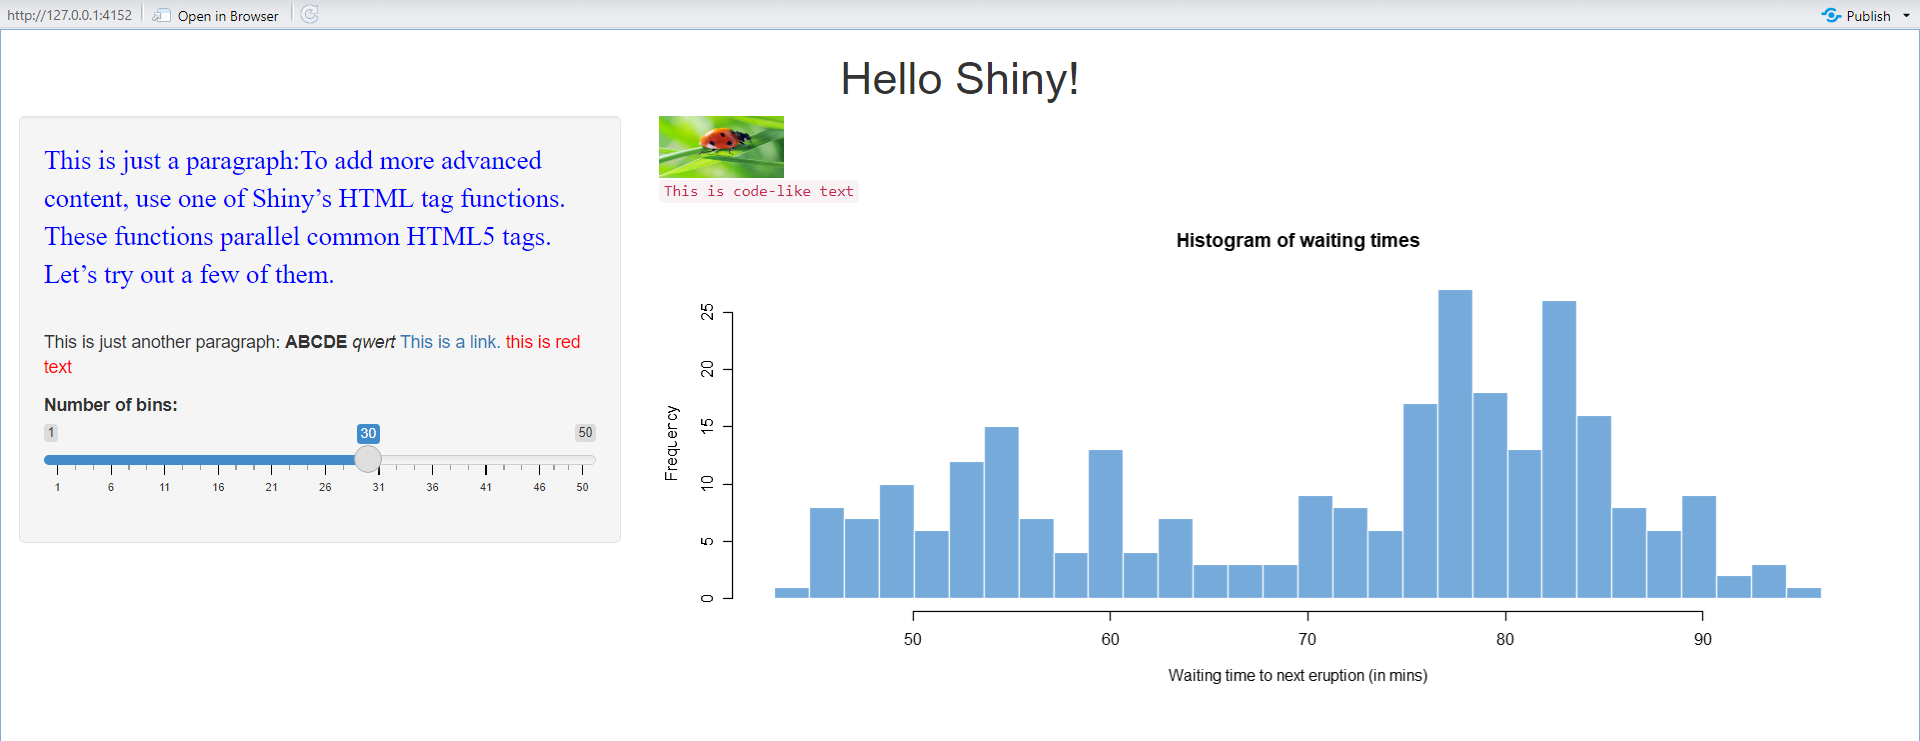 http://127.0.0.1:4152 Open in Browser Publish
Hello Shiny!
This is just a paragraph:To add more advanced
content, use one of Shiny’s HTML tag functions.
These functions parallel common HTML5 tags.
Let’s try out a few of them.
This is just another paragraph: ABCDE qwert This is a link. this is red
text
Number of bins:
1 30 50
1 6 11 16 21 26 31 36 41 46 50
This is code-like text
Histogram of waiting times
Frequency
25
20
15
10
5
0
50 60 70 80 90
Waiting time to next eruption (in mins)